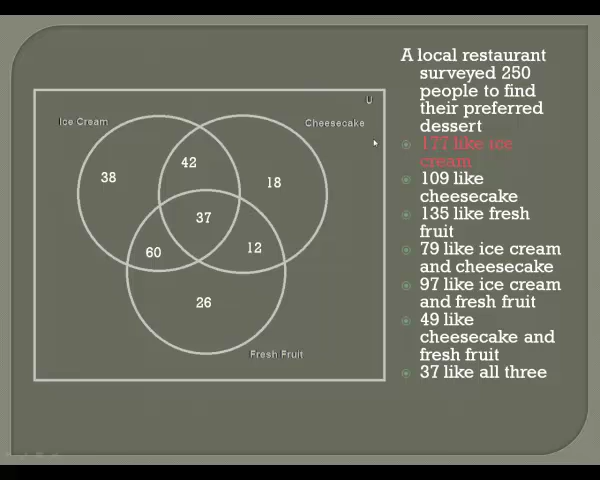 U
Ice Cream
Cheesecake
42
38
18
37
60
12
26
Fresh Fruit
A local restaurant
surveyed 250
people to find
their preferred
dessert
177 like ice
cream
109 like
cheesecake
135 like fresh
fruit
79 like ice cream
and cheesecake
97 like ice cream
and fresh fruit
49 like
cheesecake and
fresh fruit
37 like all three